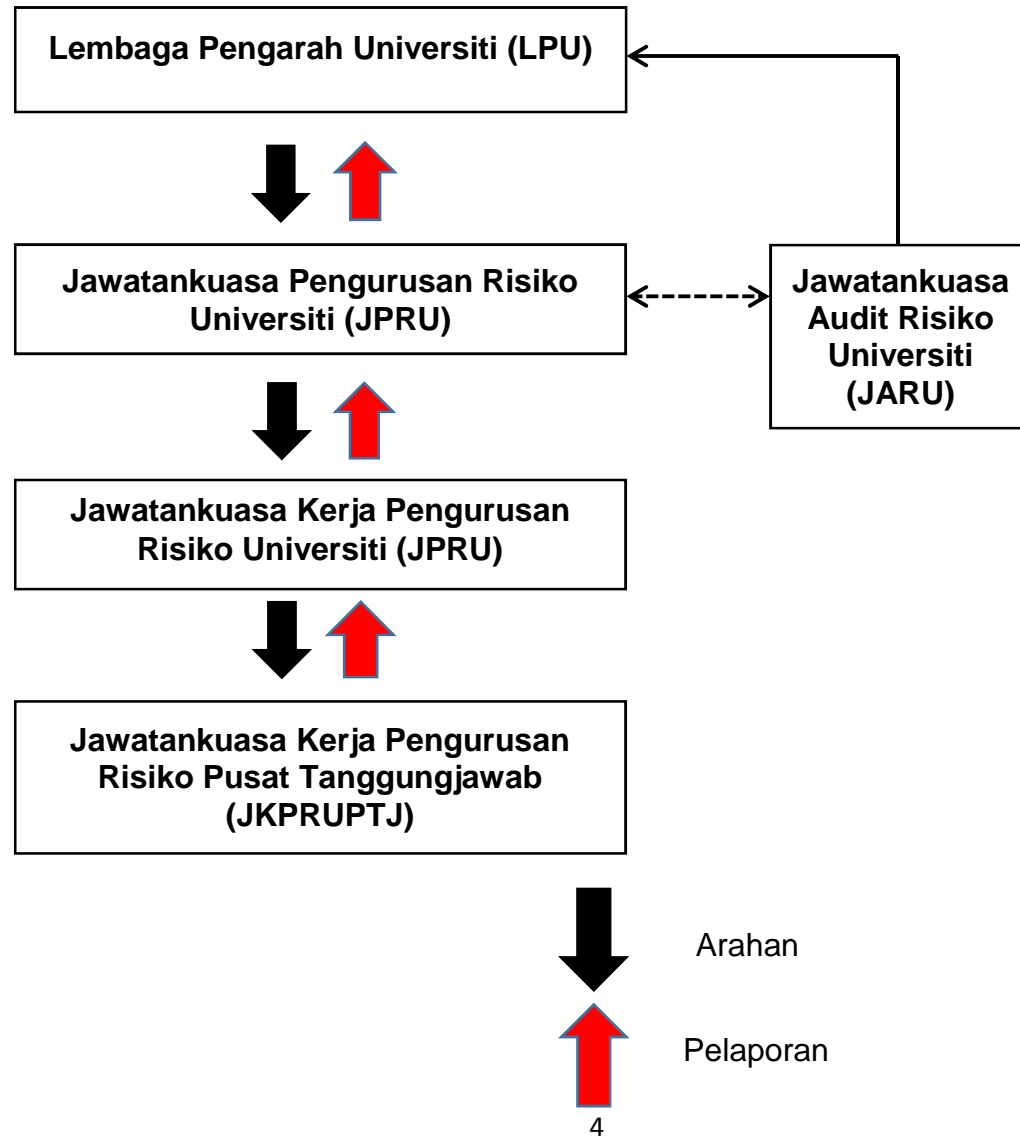 Lembaga Pengarah Universiti (LPU)
Jawatankuasa Pengurusan Risiko
Universiti (JPRU)
Jawatankuasa
Audit Risiko
Universiti
(JARU)
Jawatankuasa Kerja Pengurusan
Risiko Universiti (JPRU)
Jawatankuasa Kerja Pengurusan
Risiko Pusat Tanggungjawab
(JKPRUPTJ)
Arahan
Pelaporan
4